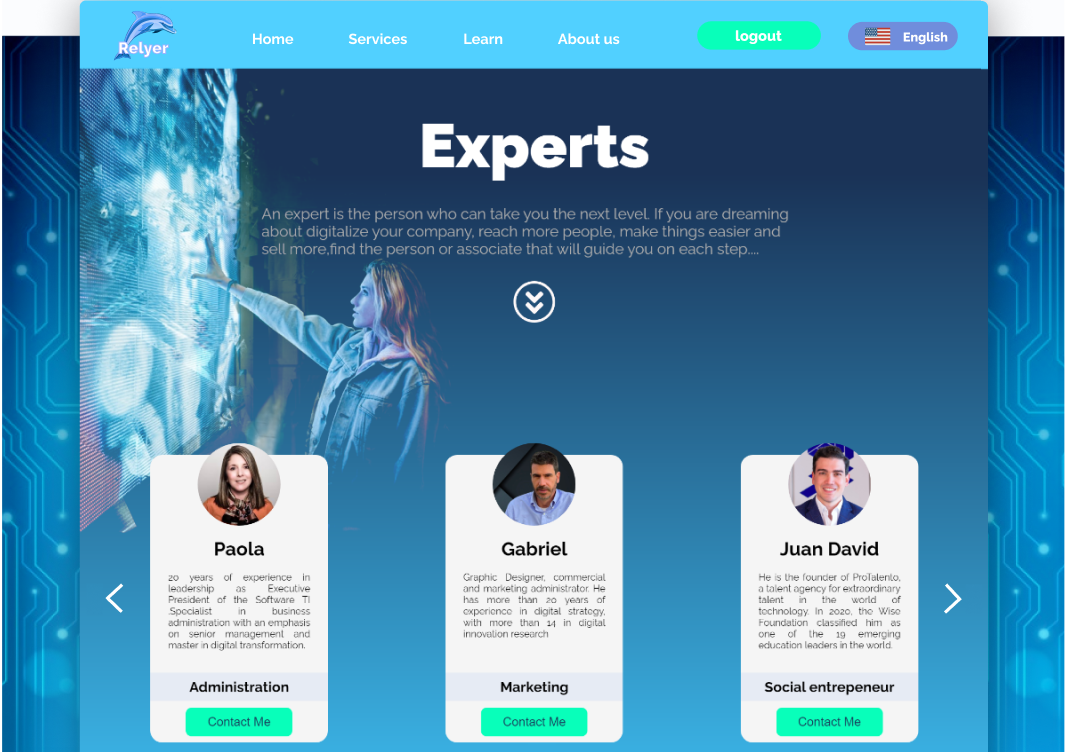 Relyer
Home
Services
Learn
About us
logout
English
Experts
An expert is the person who can take you the next level. If you are dreaming
about digitalize your company, reach more people, make things easier and
sell more,find the person or associate that will guide you on each step....
Paola
20 years of experience in
leadership as Executive
President of the Software TI
.Specialist in business
administration with an emphasis
on senior management and
master in digital transformation.
Administration
Contact Me
Gabriel
Graphic Designer, commercial
and marketing administrator. He
has more than 20 years of
experience in digital strategy,
with more than 14 in digital
innovation research
Marketing
Contact Me
Juan David
He is the founder of ProTalento,
a talent agency for extraordinary
talent in the world of
technology. In 2020, the Wise
Foundation classified him as
one of the 19 emerging
education leaders in the world.
Social entrepeneur
Contact Me